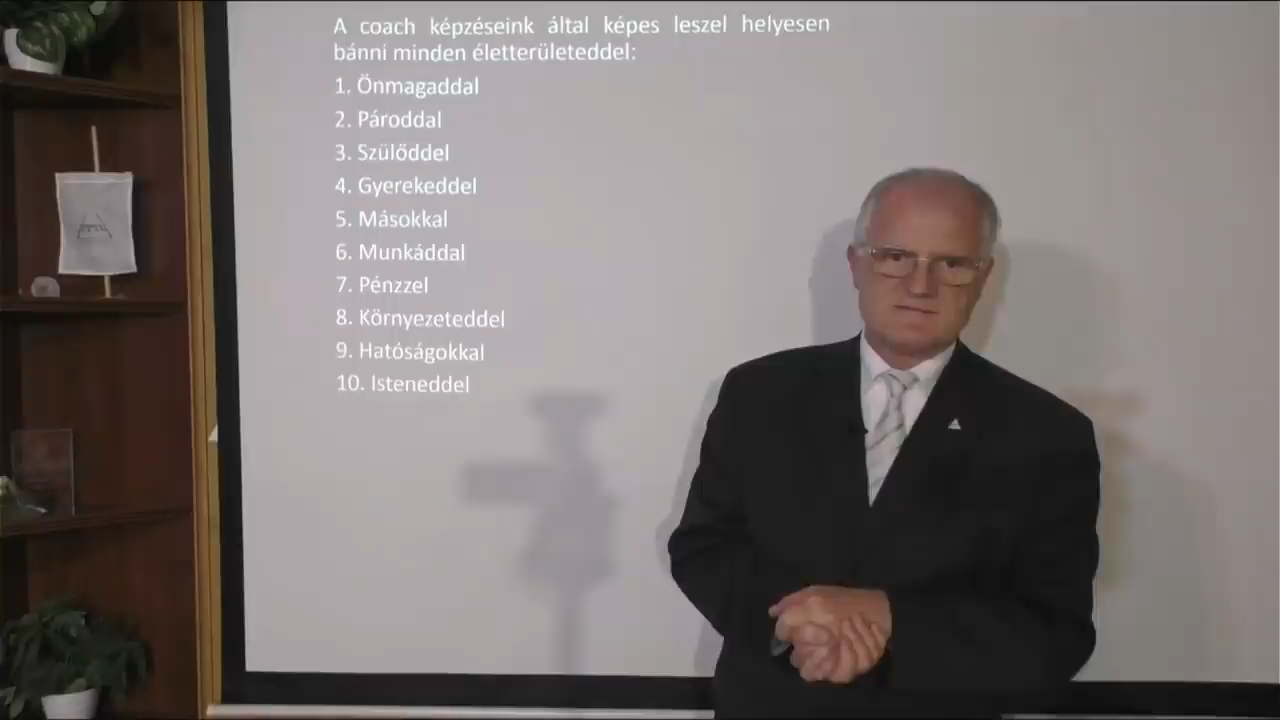 A coach képzéseink által képes leszel helyesen
bánni minden életterületeddel:
1. Önmagaddal
2. Pároddal
3. Szülőddel
4. Gyerekeddel
5. Másokkal
6. Munkáddal
7. Pénzzel
8. Környezeteddel
9. Hatóságokkal
10. Isteneddel